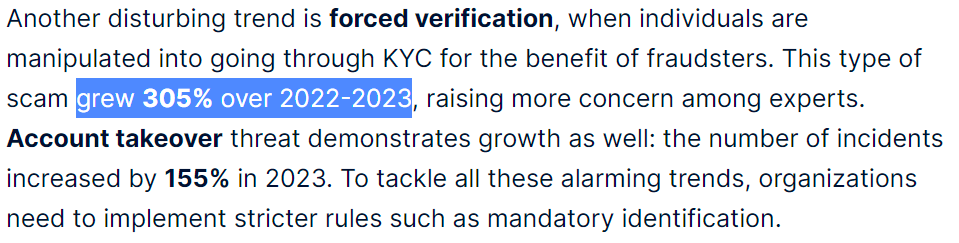 Another disturbing trend is forced verification, when individuals are
manipulated into going through KYC for the benefit of fraudsters. This type of
scam grew 305% over 2022-2023, raising more concern among experts.
Account takeover threat demonstrates growth as well: the number of incidents
increased by 155% in 2023. To tackle all these alarming trends, organizations
need to implement stricter rules such as mandatory identification.